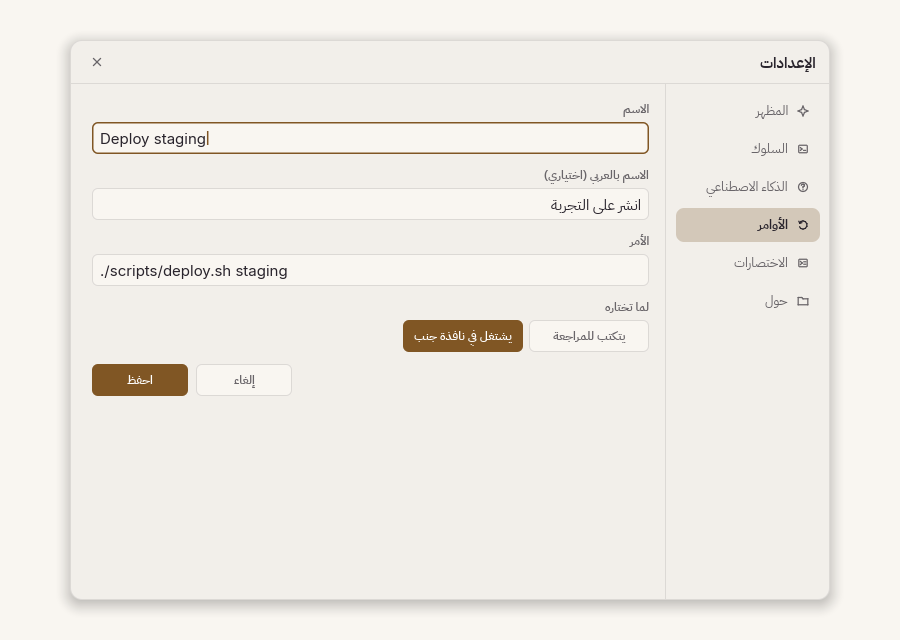 الإعدادات
المظهر
السلوك
الذكاء الاصطناعي
الأوامر
الاختصارات
حول
الاسم
Deploy staging
الاسم بالعربي (اختياري)
انشر على التجربة
الأمر
./scripts/deploy.sh staging
لما تختاره
يتكتب للمراجعة
يشتغل في نافذة جنب
إلغاء
احفظ